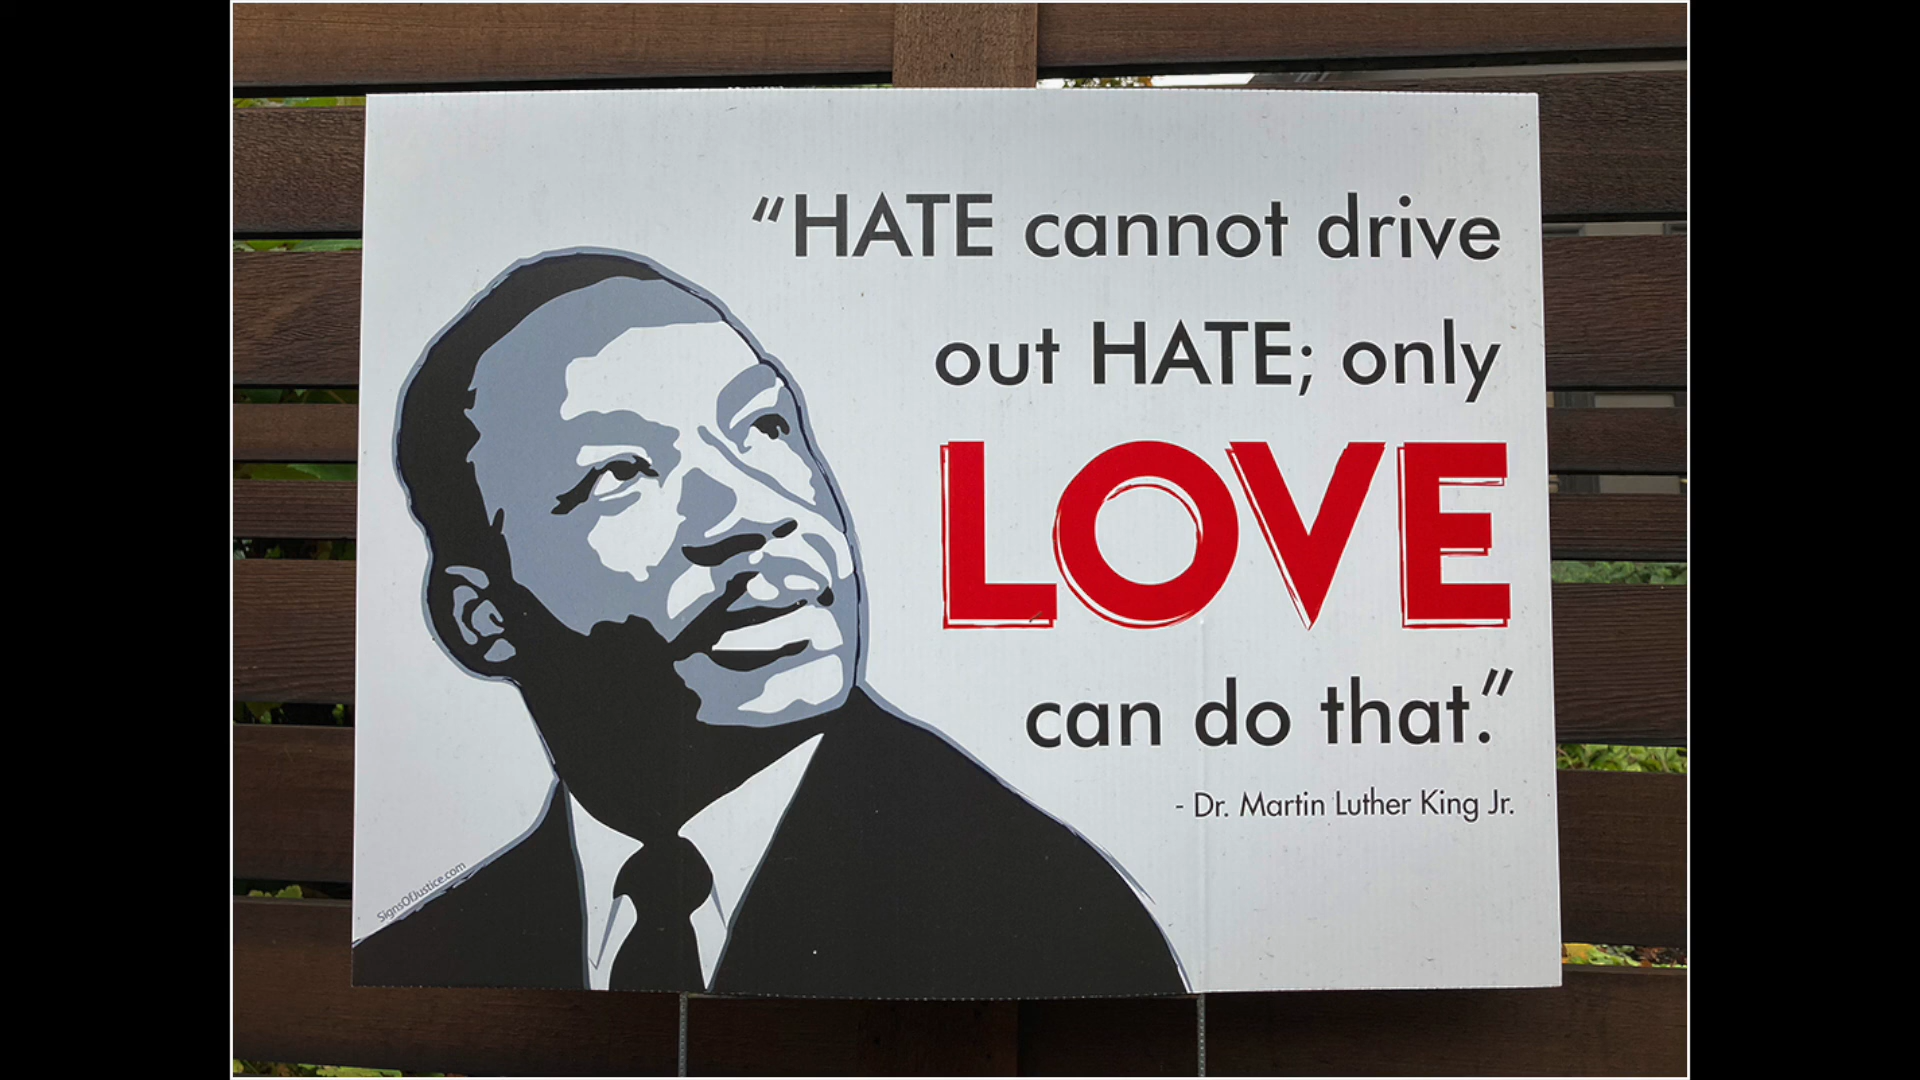 “HATE cannot drive
out HATE; only
LOVE
can do that.”
- Dr. Martin Luther King Jr.
SignsOfJustice.com